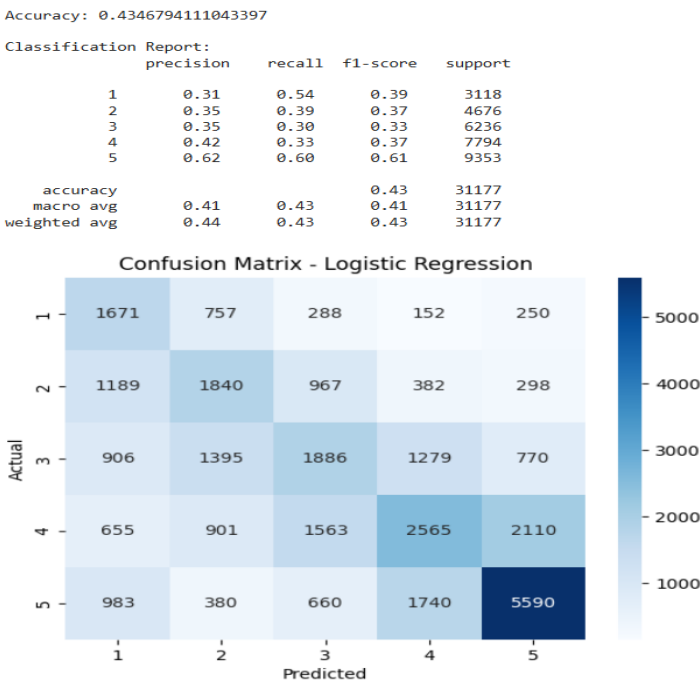 Accuracy: 0.4346794111043397
Classification Report:
precision recall f1-score support
1 0.31 0.54 0.39 3118
2 0.35 0.39 0.37 4676
3 0.35 0.30 0.33 6236
4 0.42 0.33 0.37 7794
5 0.62 0.60 0.61 9353
accuracy 0.43 31177
macro avg 0.41 0.43 0.41 31177
weighted avg 0.44 0.43 0.43 31177
Confusion Matrix - Logistic Regression
1 1671 757 288 152 250
2 1189 1840 967 382 298
3 906 1395 1886 1279 770
4 655 901 1563 2565 2110
5 983 380 660 1740 5590
1 2 3 4 5
Predicted
Actual
5000
4000
3000
2000
1000